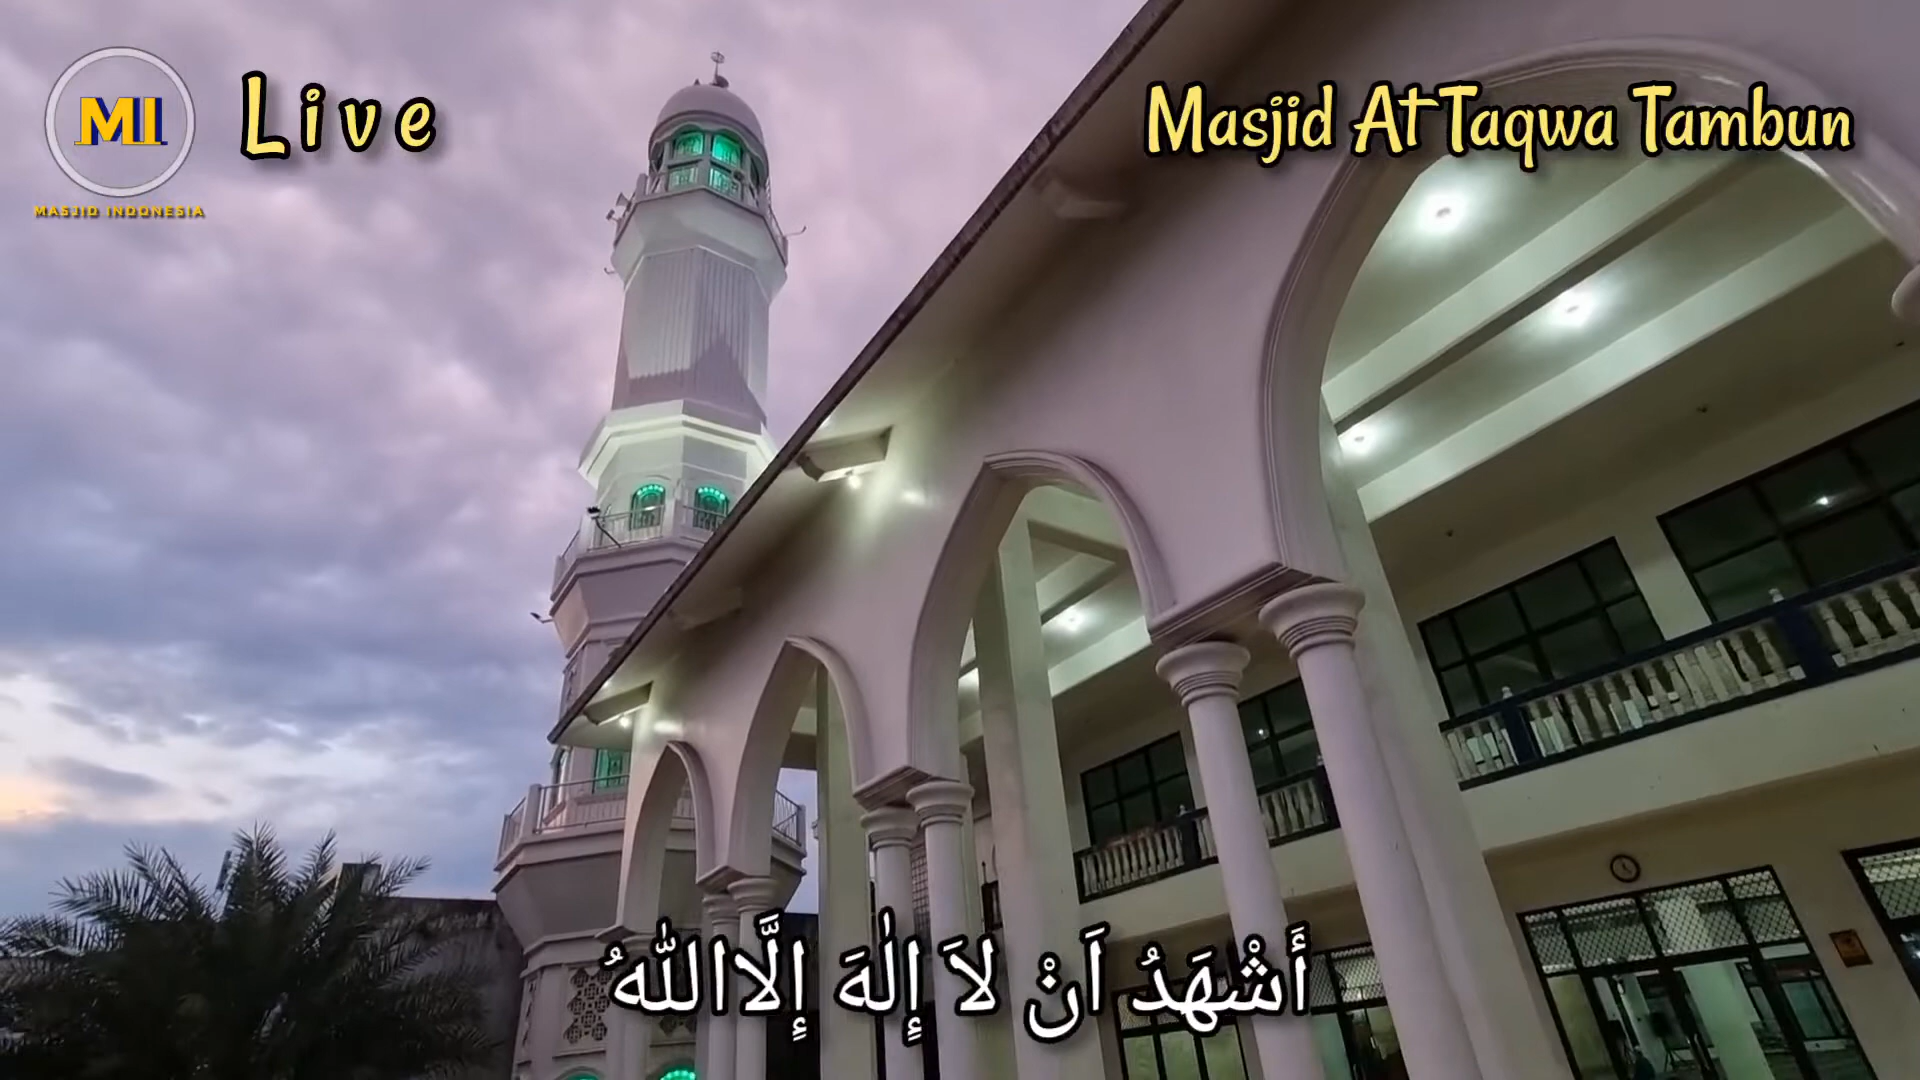 MI
MASJID INDONESIA
Live
Masjid At Taqwa Tambun
أَشْهَدُ اَنْ لاَ إِلٰهَ إِلَّااللّٰهُ